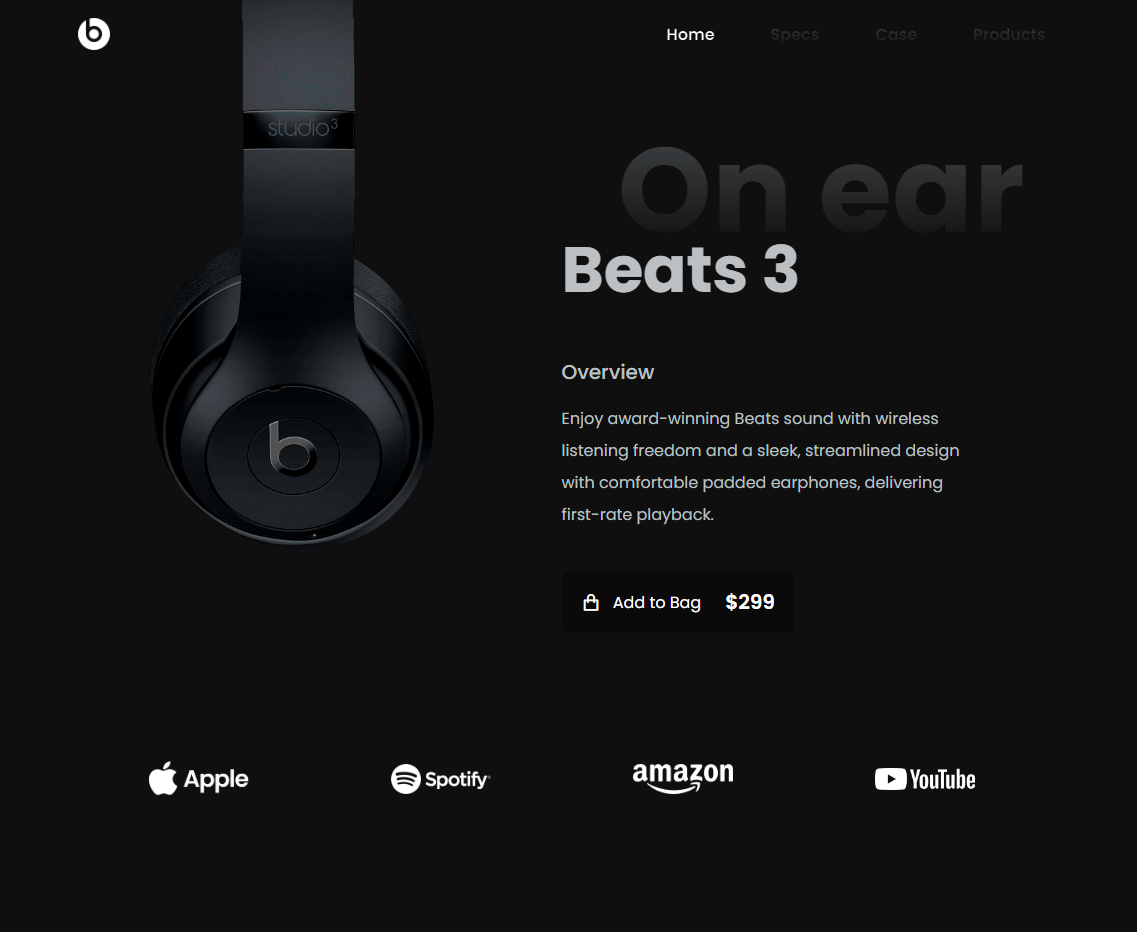 b
Home Specs Case Products
studio3
On ear
Beats 3
Overview
Enjoy award-winning Beats sound with wireless
listening freedom and a sleek, streamlined design
with comfortable padded earphones, delivering
first-rate playback.
b
Add to Bag $299
Apple Spotify amazon YouTube